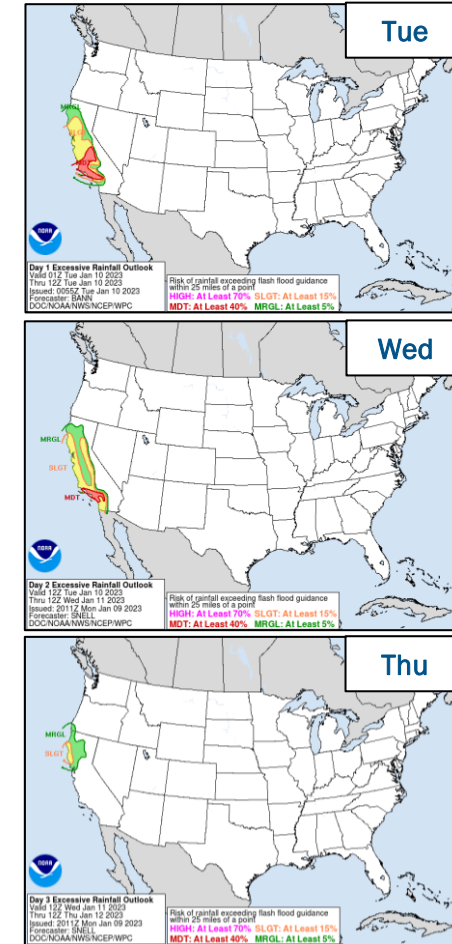 Tue
MRGL
SLGT
MDT
NOAA
Day 1 Excessive Rainfall Outlook
Valid 01Z Tue Jan 10 2023
Thru 12Z Tue Jan 10 2023
Issued: 0055Z Tue Jan 10 2023
Forecaster: BANN
DOC/NOAA/NWS/NCEP/WPC
Risk of rainfall exceeding flash flood guidance
within 25 miles of a point
HIGH: At Least 70% SLGT: At Least 15%
MDT: At Least 40% MRGL: At Least 5%
Wed
MRGL
SLGT
MDT
NOAA
Day 2 Excessive Rainfall Outlook
Valid 12Z Tue Jan 10 2023
Thru 12Z Wed Jan 11 2023
Issued: 2011Z Mon Jan 09 2023
Forecaster: SNELL
DOC/NOAA/NWS/NCEP/WPC
Risk of rainfall exceeding flash flood guidance
within 25 miles of a point
HIGH: At Least 70% SLGT: At Least 15%
MDT: At Least 40% MRGL: At Least 5%
Thu
MRGL
SLGT
NOAA
Day 3 Excessive Rainfall Outlook
Valid 12Z Wed Jan 11 2023
Thru 12Z Thu Jan 12 2023
Issued: 2011Z Mon Jan 09 2023
Forecaster: SNELL
DOC/NOAA/NWS/NCEP/WPC
Risk of rainfall exceeding flash flood guidance
within 25 miles of a point
HIGH: At Least 70% SLGT: At Least 15%
MDT: At Least 40% MRGL: At Least 5%